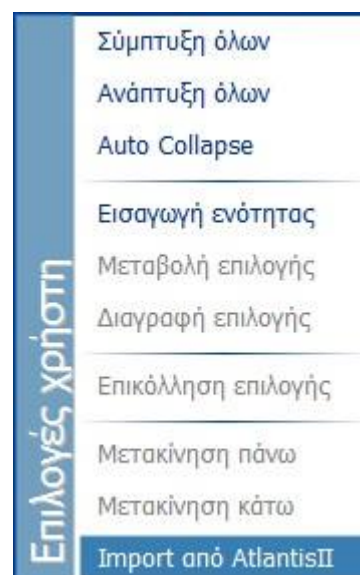 Επιλογές χρήστη
Σύμπτυξη όλων
Ανάπτυξη όλων
Auto Collapse
Εισαγωγή ενότητας
Μεταβολή επιλογής
Διαγραφή επιλογής
Επικόλληση επιλογής
Μετακίνηση πάνω
Μετακίνηση κάτω
Import από AtlantisII